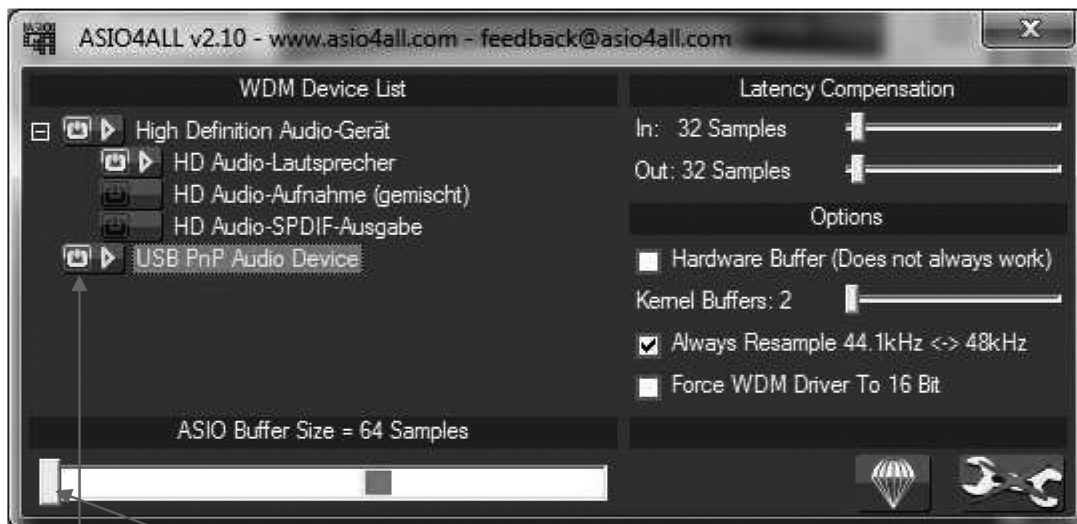 ASIO4ALL v2.10 - www.asio4all.com - feedback@asio4all.com
WDM Device List
High Definition Audio-Gerät
HD Audio-Lautsprecher
HD Audio-Aufnahme (gemischt)
HD Audio-SPDIF-Ausgabe
USB PnP Audio Device
Latency Compensation
In: 32 Samples
Out: 32 Samples
Options
Hardware Buffer (Does not always work)
Kernel Buffers: 2
Always Resample 44.1kHz <-> 48kHz
Force WDM Driver To 16 Bit
ASIO Buffer Size = 64 Samples